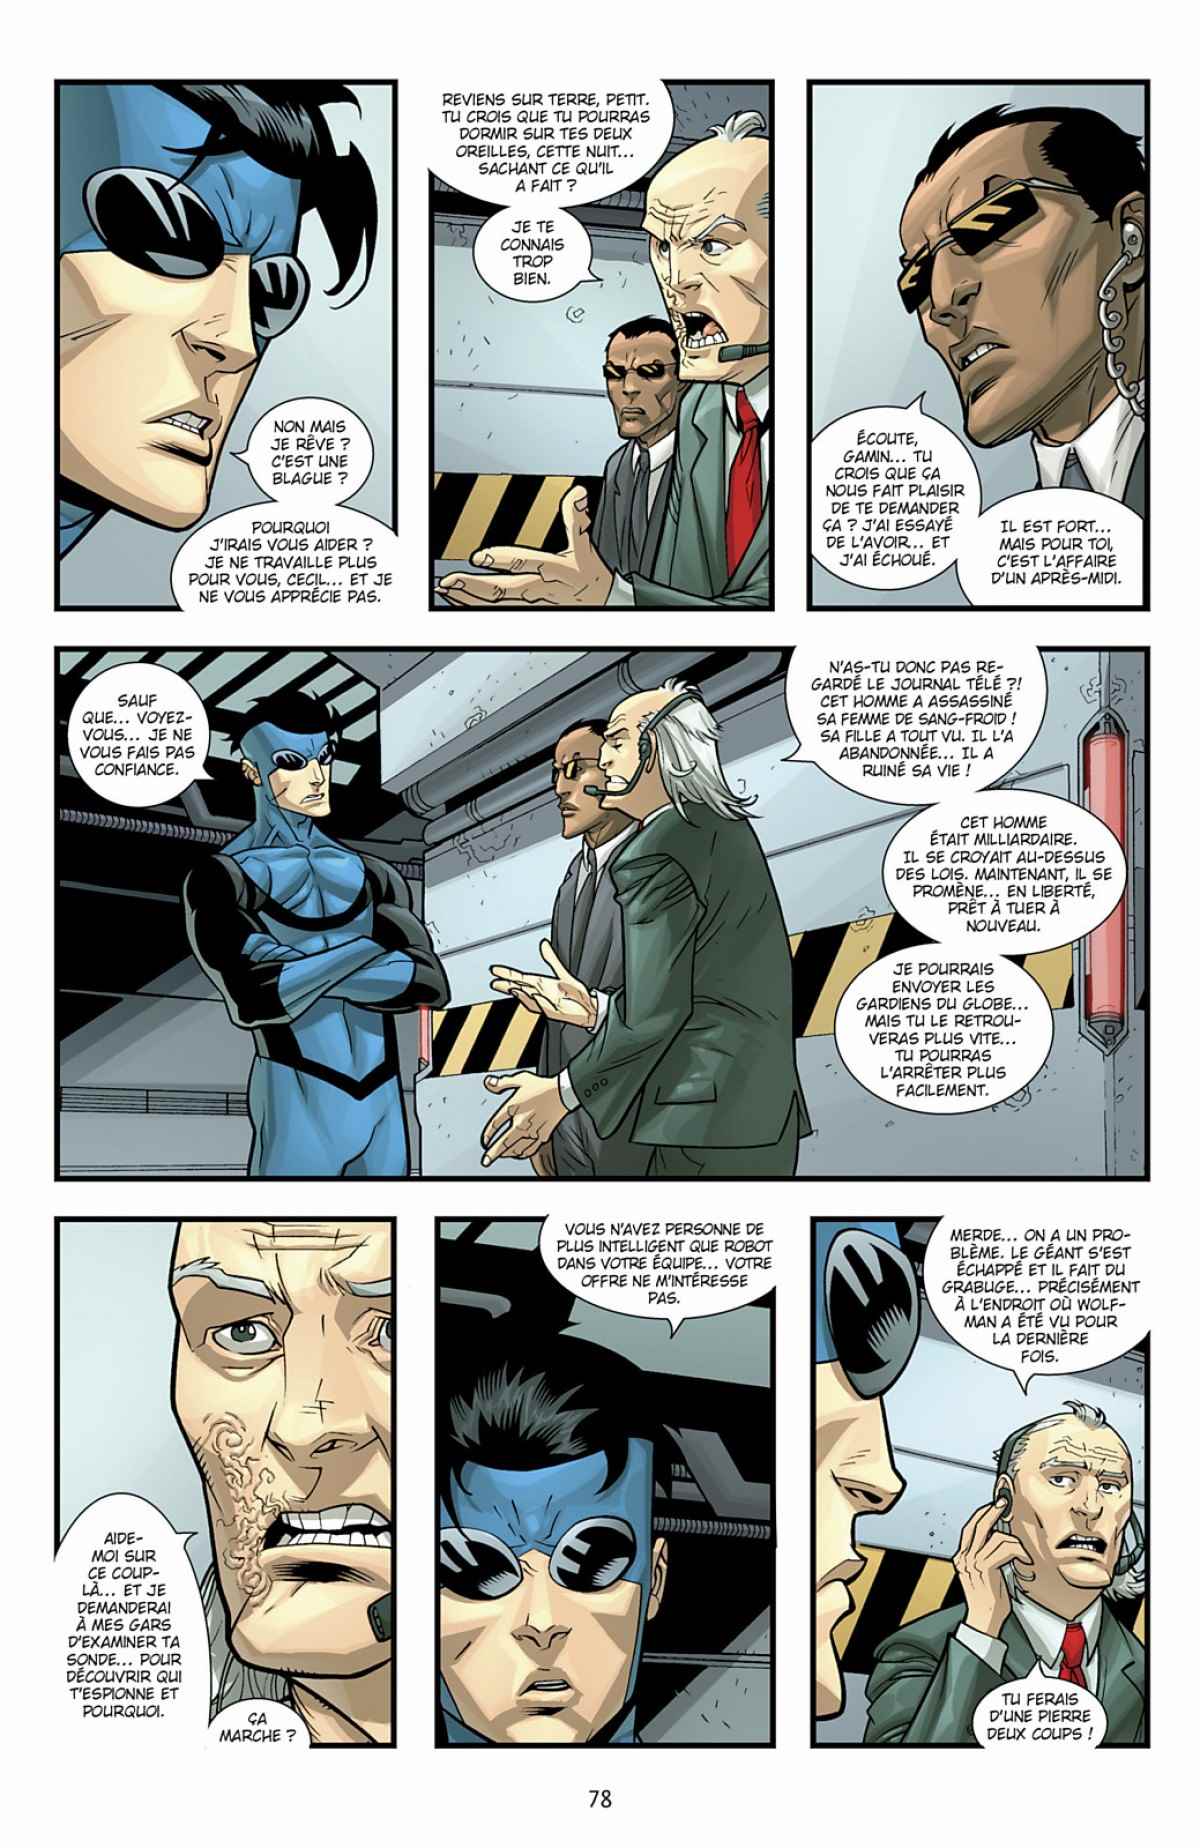 NON MAIS
JE RÊVE ?
C'EST UNE
BLAGUE ?
POURQUOI
J'IRAIS VOUS AIDER ?
JE NE TRAVAILLE PLUS
POUR VOUS, CECIL... ET JE
NE VOUS APPRÉCIE PAS.
REVIENS SUR TERRE, PETIT.
TU CROIS QUE TU POURRAS
DORMIR SUR TES DEUX
OREILLES, CETTE NUIT...
SACHANT CE QU'IL
A FAIT ?
JE TE
CONNAIS
TROP
BIEN.
ÉCOUTE,
GAMIN... TU
CROIS QUE ÇA
NOUS FAIT PLAISIR
DE TE DEMANDER
ÇA ? J'AI ESSAYÉ
DE L'AVOIR... ET
J'AI ÉCHOUÉ.
IL EST FORT...
MAIS POUR TOI,
C'EST L'AFFAIRE
D'UN APRÈS-MIDI.
SAUF
QUE... VOYEZ-
VOUS... JE NE
VOUS FAIS PAS
CONFIANCE.
N'AS-TU DONC PAS RE-
GARDÉ LE JOURNAL TÉLÉ ?!
CET HOMME A ASSASSINÉ
SA FEMME DE SANG-FROID !
SA FILLE A TOUT VU. IL L'A
ABANDONNÉE... IL A
RUINÉ SA VIE !
CET HOMME
ÉTAIT MILLIARDAIRE.
IL SE CROYAIT AU-DESSUS
DES LOIS. MAINTENANT, IL SE
PROMÈNE... EN LIBERTÉ,
PRÊT À TUER À
NOUVEAU.
JE POURRAIS
ENVOYER LES
GARDIENS DU GLOBE...
MAIS TU LE RETROU-
VERAS PLUS VITE...
TU POURRAS
L'ARRÊTER PLUS
FACILEMENT.
AIDE-
MOI SUR
CE COUP-
LÀ... ET JE
DEMANDERAI
À MES GARS
D'EXAMINER TA
SONDE... POUR
DÉCOUVRIR QUI
T'ESPIONNE ET
POURQUOI.
ÇA
MARCHE ?
VOUS N'AVEZ PERSONNE DE
PLUS INTELLIGENT QUE ROBOT
DANS VOTRE ÉQUIPE... VOTRE
OFFRE NE M'INTÉRESSE
PAS.
MERDE... ON A UN PRO-
BLÈME. LE GÉANT S'EST
ÉCHAPPÉ ET IL FAIT DU
GRABUGE... PRÉCISÉMENT
À L'ENDROIT OÙ WOLF-
MAN A ÉTÉ VU POUR
LA DERNIÈRE
FOIS.
TU FERAIS
D'UNE PIERRE
DEUX COUPS !
78